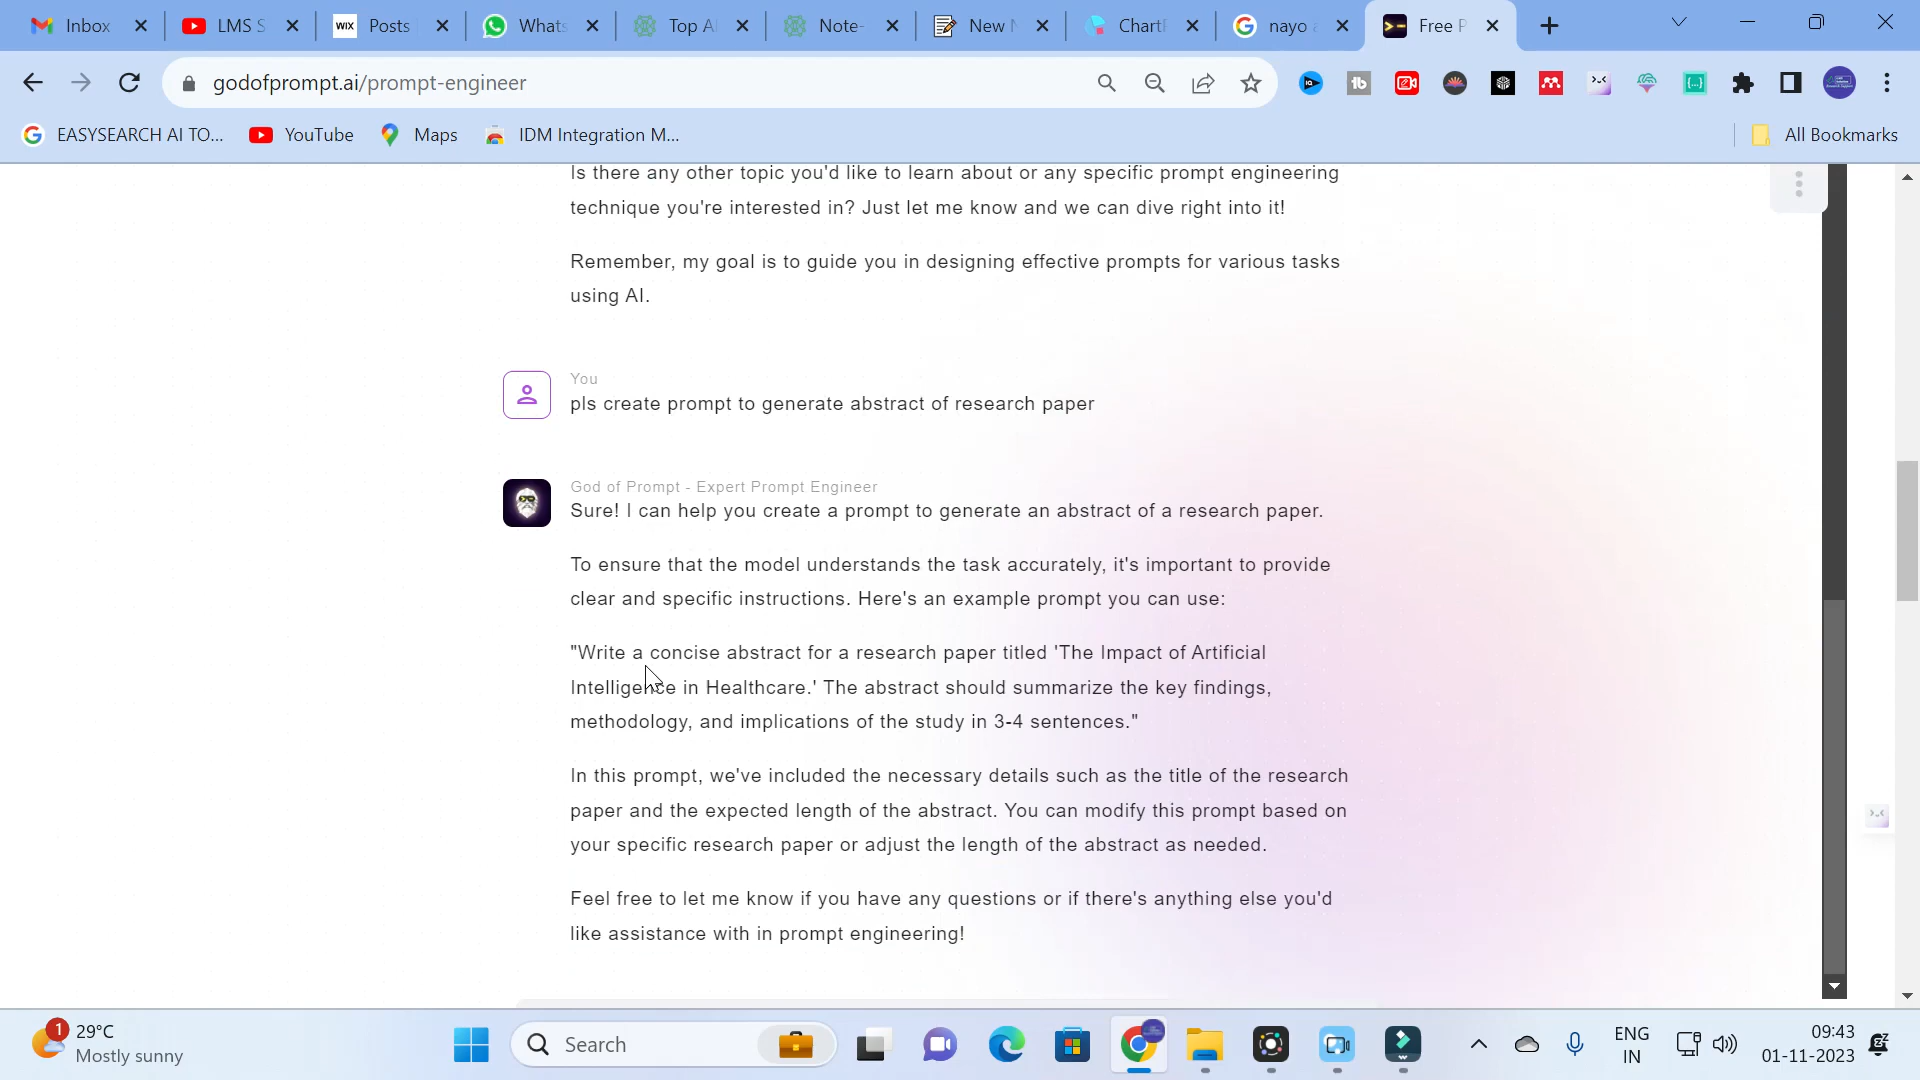 Inbox
LMS S
WIX Posts
Whats
Top AI
Note-
New N
ChartF
nayo a
Free P
godofprompt.ai/prompt-engineer
EASYSEARCH AI TO...
YouTube
Maps
IDM Integration M...
All Bookmarks
Is there any other topic you'd like to learn about or any specific prompt engineering
technique you're interested in? Just let me know and we can dive right into it!
Remember, my goal is to guide you in designing effective prompts for various tasks
using AI.
You
pls create prompt to generate abstract of research paper
God of Prompt - Expert Prompt Engineer
Sure! I can help you create a prompt to generate an abstract of a research paper.
To ensure that the model understands the task accurately, it's important to provide
clear and specific instructions. Here's an example prompt you can use:
"Write a concise abstract for a research paper titled 'The Impact of Artificial
Intelligence in Healthcare.' The abstract should summarize the key findings,
methodology, and implications of the study in 3-4 sentences."
In this prompt, we've included the necessary details such as the title of the research
paper and the expected length of the abstract. You can modify this prompt based on
your specific research paper or adjust the length of the abstract as needed.
Feel free to let me know if you have any questions or if there's anything else you'd
like assistance with in prompt engineering!
1
29°C
Mostly sunny
Search
ENG
IN
09:43
01-11-2023